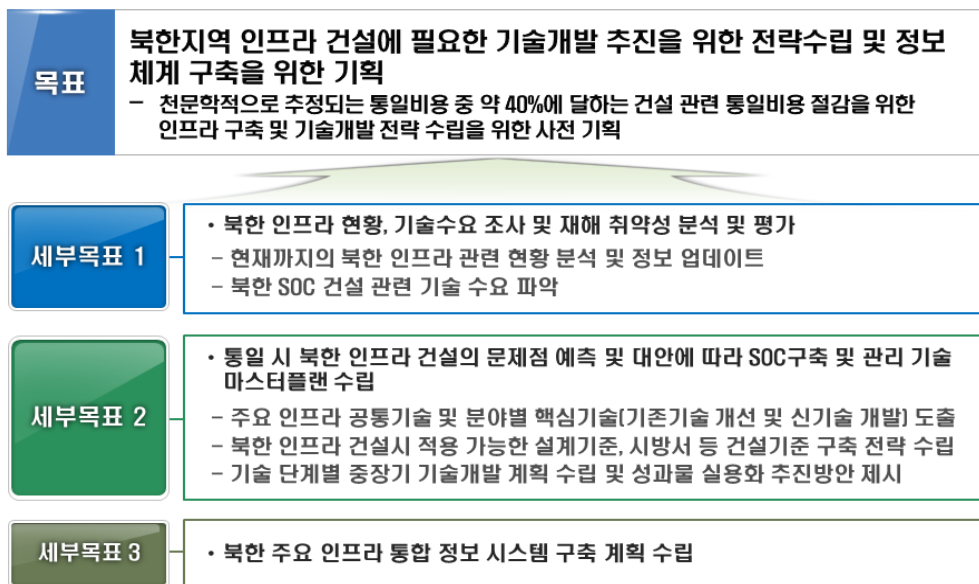 목표
북한지역 인프라 건설에 필요한 기술개발 추진을 위한 전략수립 및 정보
체계 구축을 위한 기획
– 천문학적으로 추정되는 통일비용 중 약 40%에 달하는 건설 관련 통일비용 절감을 위한
인프라 구축 및 기술개발 전략 수립을 위한 사전 기획
세부목표 1
• 북한 인프라 현황, 기술수요 조사 및 재해 취약성 분석 및 평가
– 현재까지의 북한 인프라 관련 현황 분석 및 정보 업데이트
– 북한 SOC 건설 관련 기술 수요 파악
세부목표 2
• 통일 시 북한 인프라 건설의 문제점 예측 및 대안에 따라 SOC구축 및 관리 기술
마스터플랜 수립
– 주요 인프라 공통기술 및 분야별 핵심기술(기존기술 개선 및 신기술 개발) 도출
– 북한 인프라 건설시 적용 가능한 설계기준, 시방서 등 건설기준 구축 전략 수립
– 기술 단계별 중장기 기술개발 계획 수립 및 성과물 실용화 추진방안 제시
세부목표 3
• 북한 주요 인프라 통합 정보 시스템 구축 계획 수립